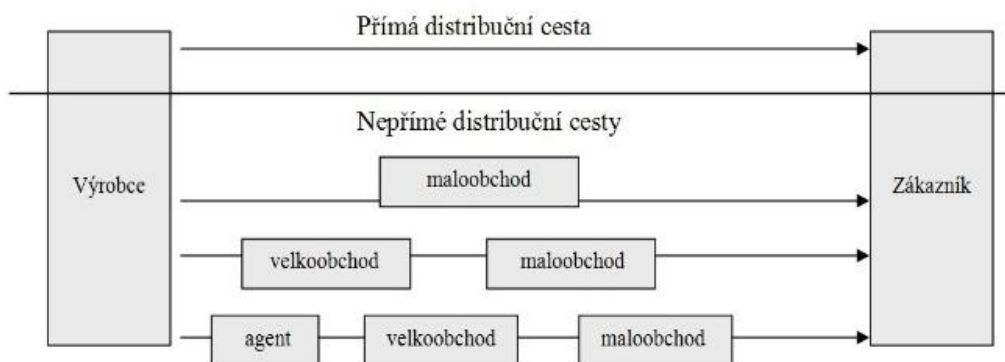 Přímá distribuční cesta
Nepřímé distribuční cesty
Výrobce
maloobchod
Zákazník
velkoobchod maloobchod
agent velkoobchod maloobchod